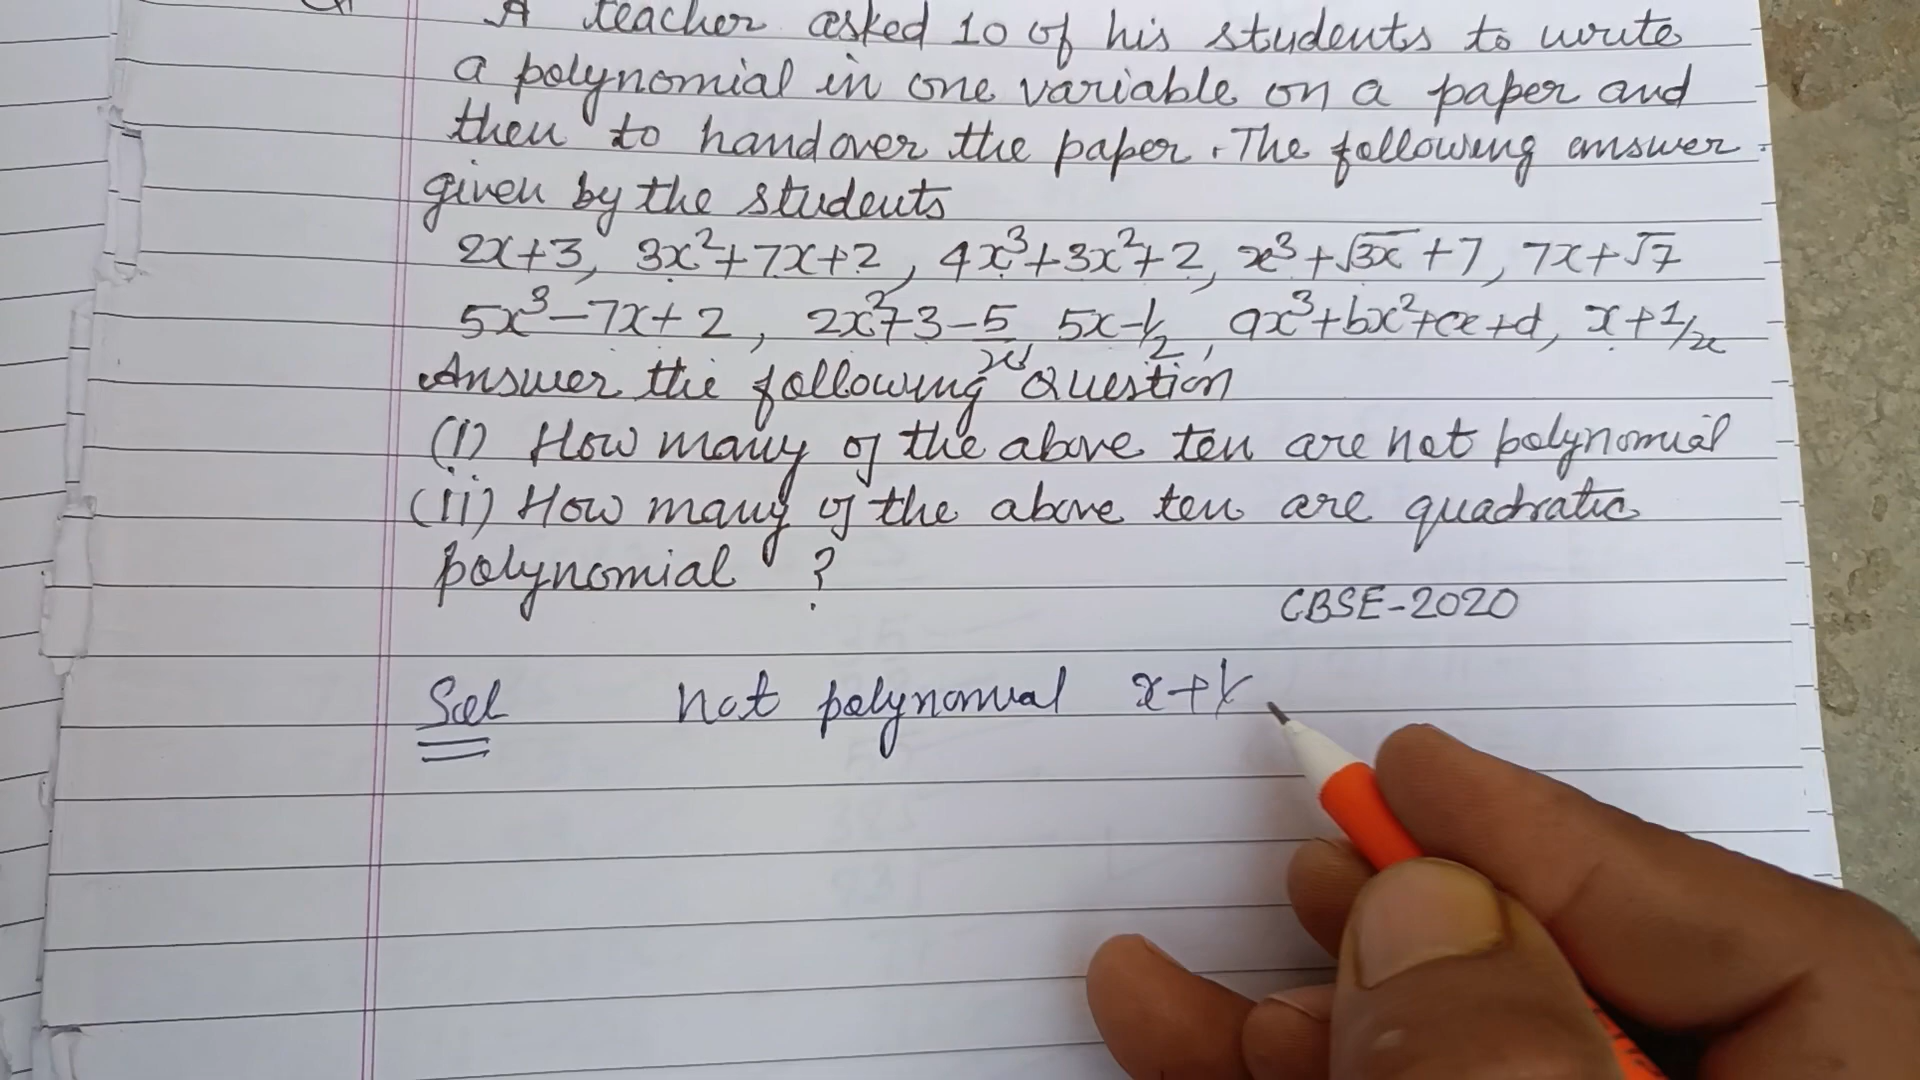 A teacher asked 10 of his students to write
a polynomial in one variable on a paper and
then to handover the paper. The following answer
given by the students
2x+3, 3x²+7x+2, 4x³+3x²+2, x³+√3x+7, 7x+√7
5x³-7x+2, 2x²+3-5/x, 5x-1/2, ax³+bx²+cx+d, x+1/x
Answer the following Question
(I) How many of the above ten are not polynomial
(II) How many of the above ten are quadratic
polynomial ?
CBSE-2020
Sol not polynomial x+1/